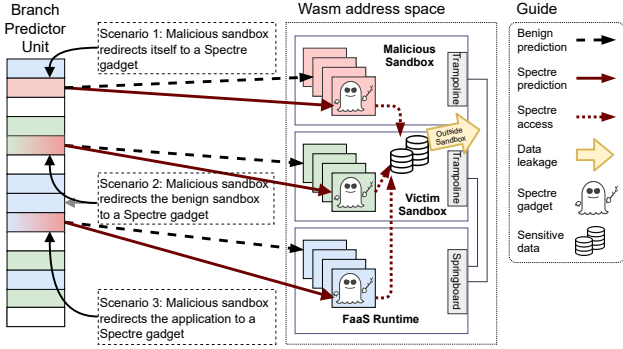 Branch
Predictor
Unit
Scenario 1: Malicious sandbox
redirects itself to a Spectre
gadget
Scenario 2: Malicious sandbox
redirects the benign sandbox
to a Spectre gadget
Scenario 3: Malicious sandbox
redirects the application to a
Spectre gadget
Wasm address space
Malicious
Sandbox
Trampoline
Outside
Sandbox
Trampoline
Victim
Sandbox
Springboard
FaaS Runtime
Guide
Benign
prediction
Spectre
prediction
Spectre
access
Data
leakage
Spectre
gadget
Sensitive
data